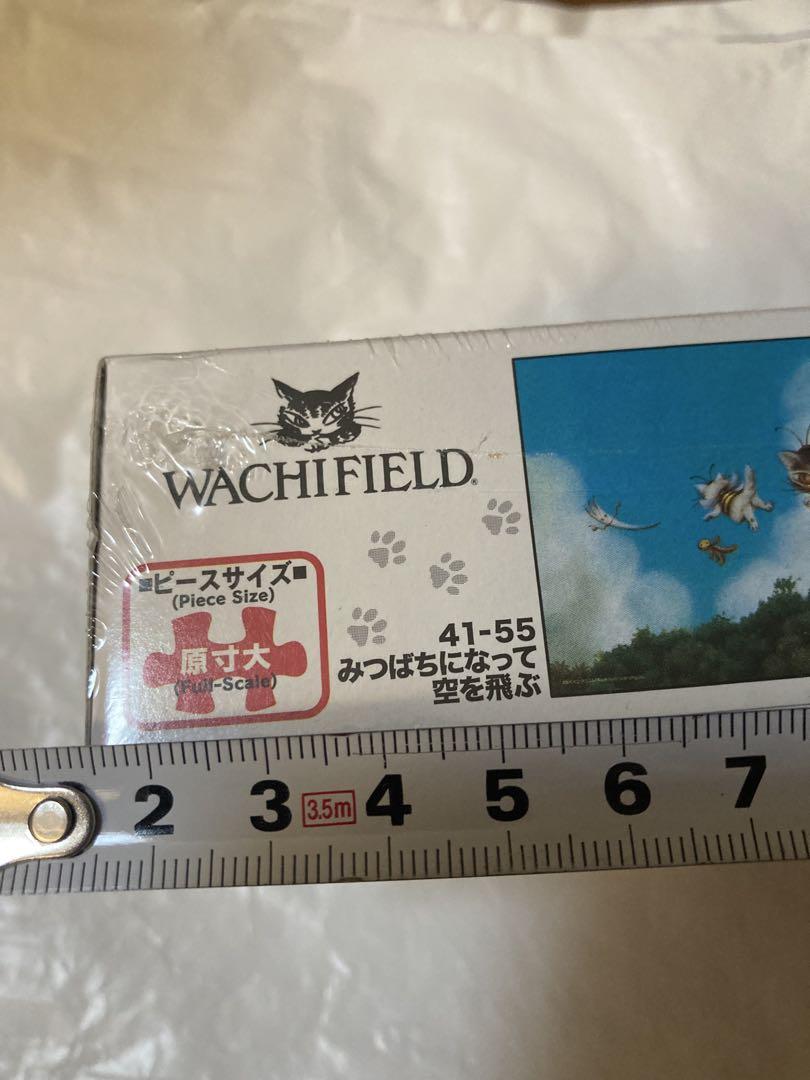 WACHIFIELD®
■ピースサイズ■
(Piece Size)
原寸大
(Full-Scale)
41-55
みつばちになって
空を飛ぶ
2 3 3.5m 4 5 6 7